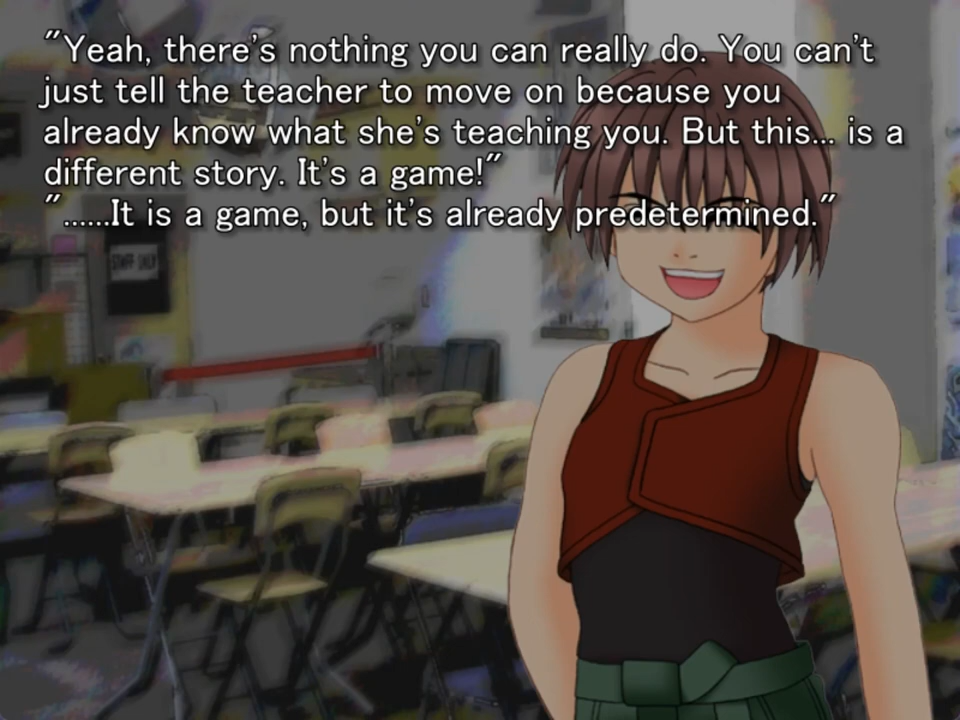 "Yeah, there's nothing you can really do. You can't
just tell the teacher to move on because you
already know what she's teaching you. But this... is a
different story. It's a game!"
"......It is a game, but it's already predetermined."
STAFF ONLY